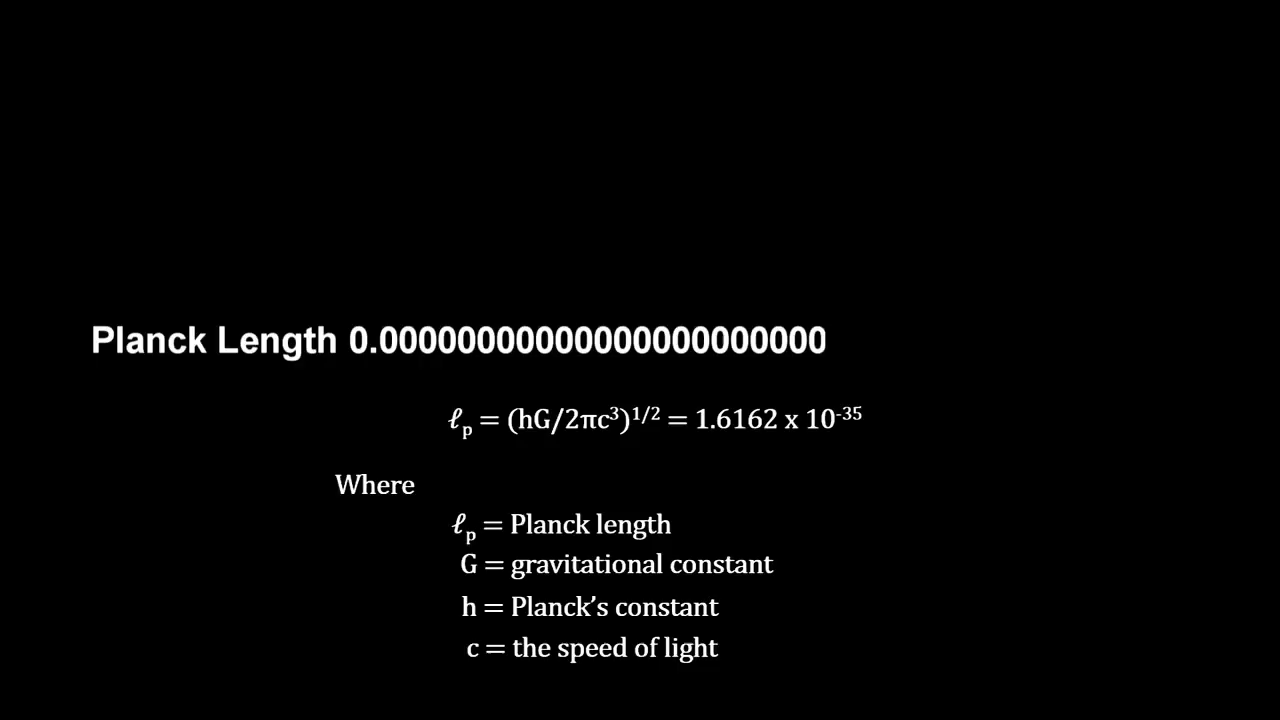 Planck Length 0.00000000000000000000000
ℓₚ = (hG/2πc³)¹/² = 1.6162 x 10⁻³⁵
Where
ℓₚ = Planck length
G = gravitational constant
h = Planck’s constant
c = the speed of light